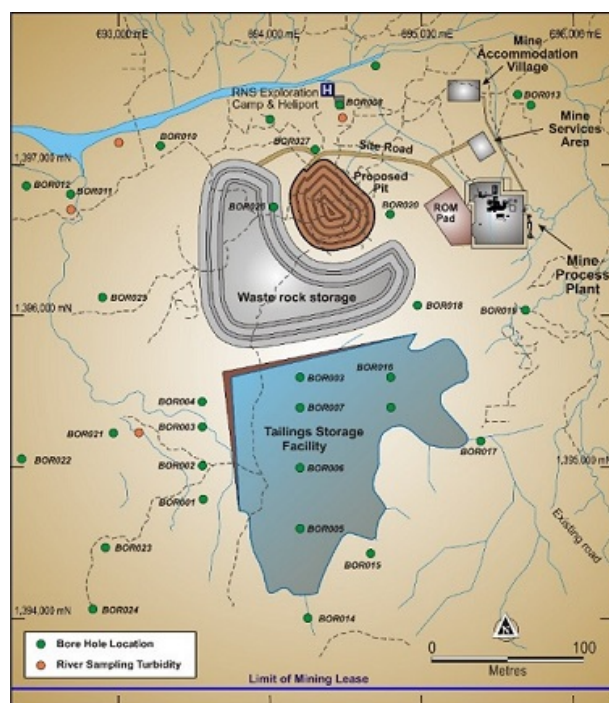 693,000 mE
694,000 mE
695,000 mE
696,000 mE
Mine
Accommodation
Village
RNS Exploration
Camp & Heliport
H
BOR008
BOR013
Mine
Services
Area
BOR010
BOR027
Site Road
1,397,000 mN
Proposed
Pit
BOR012
BOR011
BOR026
BOR020
ROM
Pad
Mine
Process
Plant
Waste rock storage
BOR018
BOR019
1,396,000 mN
BOR003
BOR016
BOR004
BOR007
BOR003
Tailings Storage
Facility
BOR021
BOR017
BOR022
BOR002
BOR006
1,395,000 mN
BOR001
BOR005
BOR023
BOR015
Existing road
BOR024
1,394,000 mN
BOR014
Bore Hole Location
River Sampling Turbidity
0
100
Metres
Limit of Mining Lease